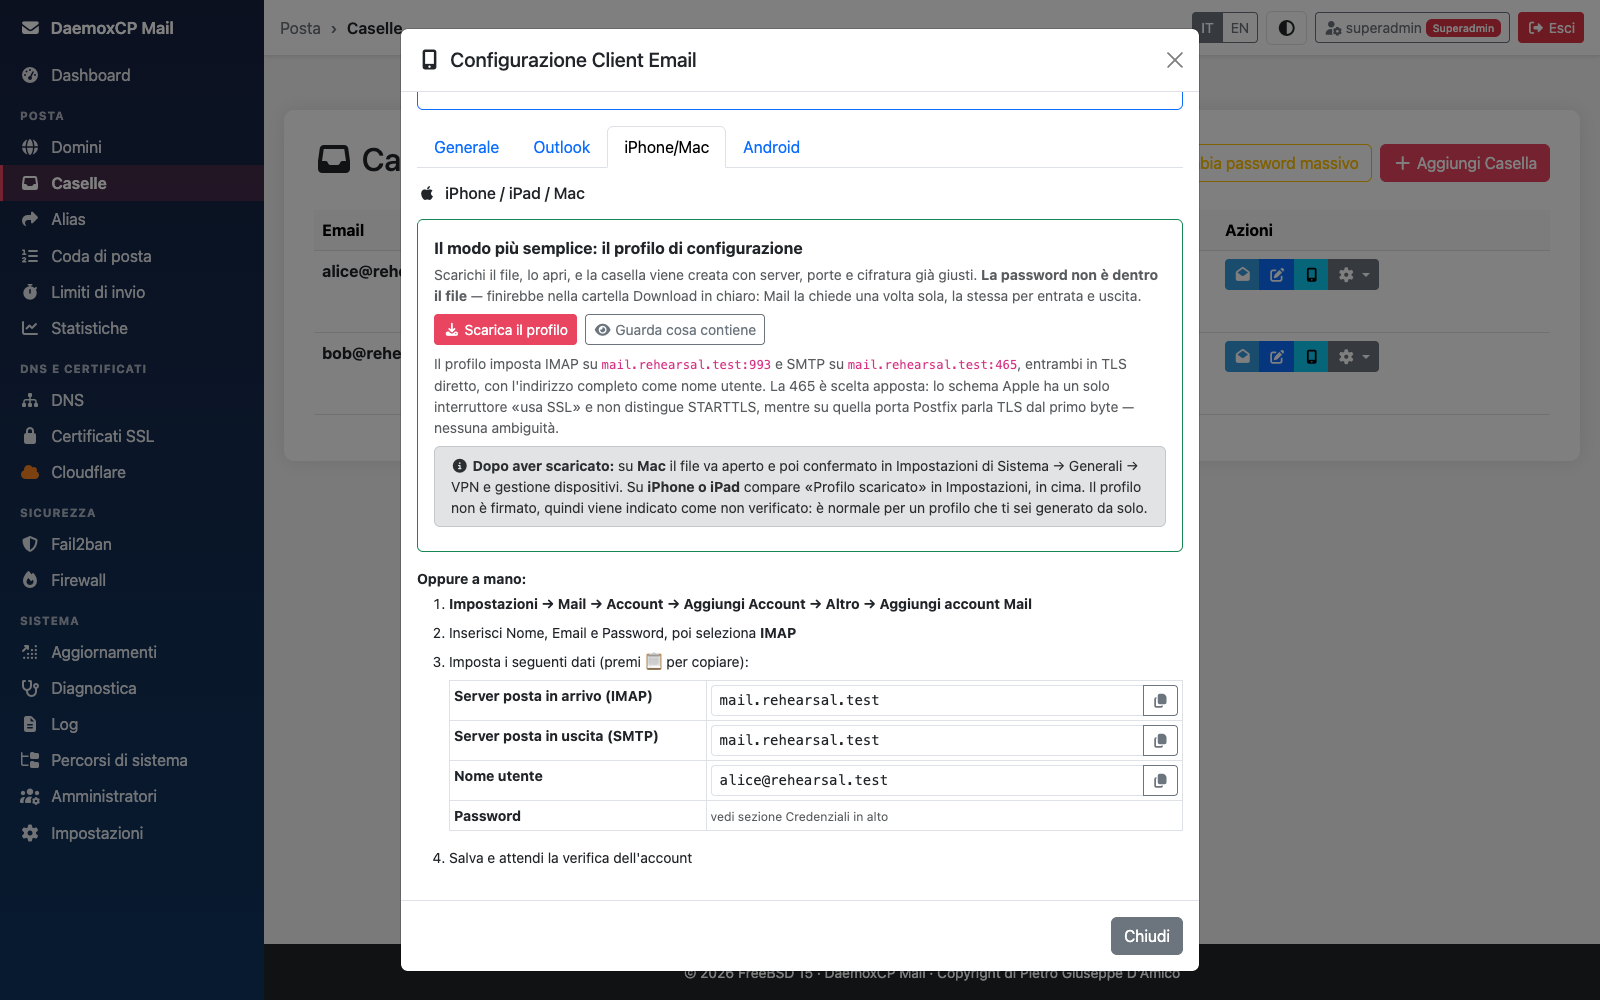 DaemoxCP Mail
Dashboard
POSTA
Domini
Caselle
Alias
Coda di posta
Limiti di invio
Statistiche
DNS E CERTIFICATI
DNS
Certificati SSL
Cloudflare
SICUREZZA
Fail2ban
Firewall
SISTEMA
Aggiornamenti
Diagnostica
Log
Percorsi di sistema
Amministratori
Impostazioni
Posta › Caselle
IT EN
superadmin Superadmin
Esci
password massivo
Aggiungi Casella
Email
Azioni
Configurazione Client Email
Generale Outlook iPhone/Mac Android
iPhone / iPad / Mac
Il modo più semplice: il profilo di configurazione
Scarichi il file, lo apri, e la casella viene creata con server, porte e cifratura già giusti. La password non è dentro
il file — finirebbe nella cartella Download in chiaro: Mail la chiede una volta sola, la stessa per entrata e uscita.
Scarica il profilo Guarda cosa contiene
Il profilo imposta IMAP su mail.rehearsal.test:993 e SMTP su mail.rehearsal.test:465, entrambi in TLS
diretto, con l'indirizzo completo come nome utente. La 465 è scelta apposta: lo schema Apple ha un solo
interruttore «usa SSL» e non distingue STARTTLS, mentre su quella porta Postfix parla TLS dal primo byte —
nessuna ambiguità.
Dopo aver scaricato: su Mac il file va aperto e poi confermato in Impostazioni di Sistema → Generali →
VPN e gestione dispositivi. Su iPhone o iPad compare «Profilo scaricato» in Impostazioni, in cima. Il profilo
non è firmato, quindi viene indicato come non verificato: è normale per un profilo che ti sei generato da solo.
Oppure a mano:
1. Impostazioni → Mail → Account → Aggiungi Account → Altro → Aggiungi account Mail
2. Inserisci Nome, Email e Password, poi seleziona IMAP
3. Imposta i seguenti dati (premi 📋 per copiare):
Server posta in arrivo (IMAP) mail.rehearsal.test
Server posta in uscita (SMTP) mail.rehearsal.test
Nome utente alice@rehearsal.test
Password vedi sezione Credenziali in alto
4. Salva e attendi la verifica dell'account
Chiudi
© 2026 FreeBSD 15 · DaemoxCP Mail · Copyright di Pietro Giuseppe D'Amico